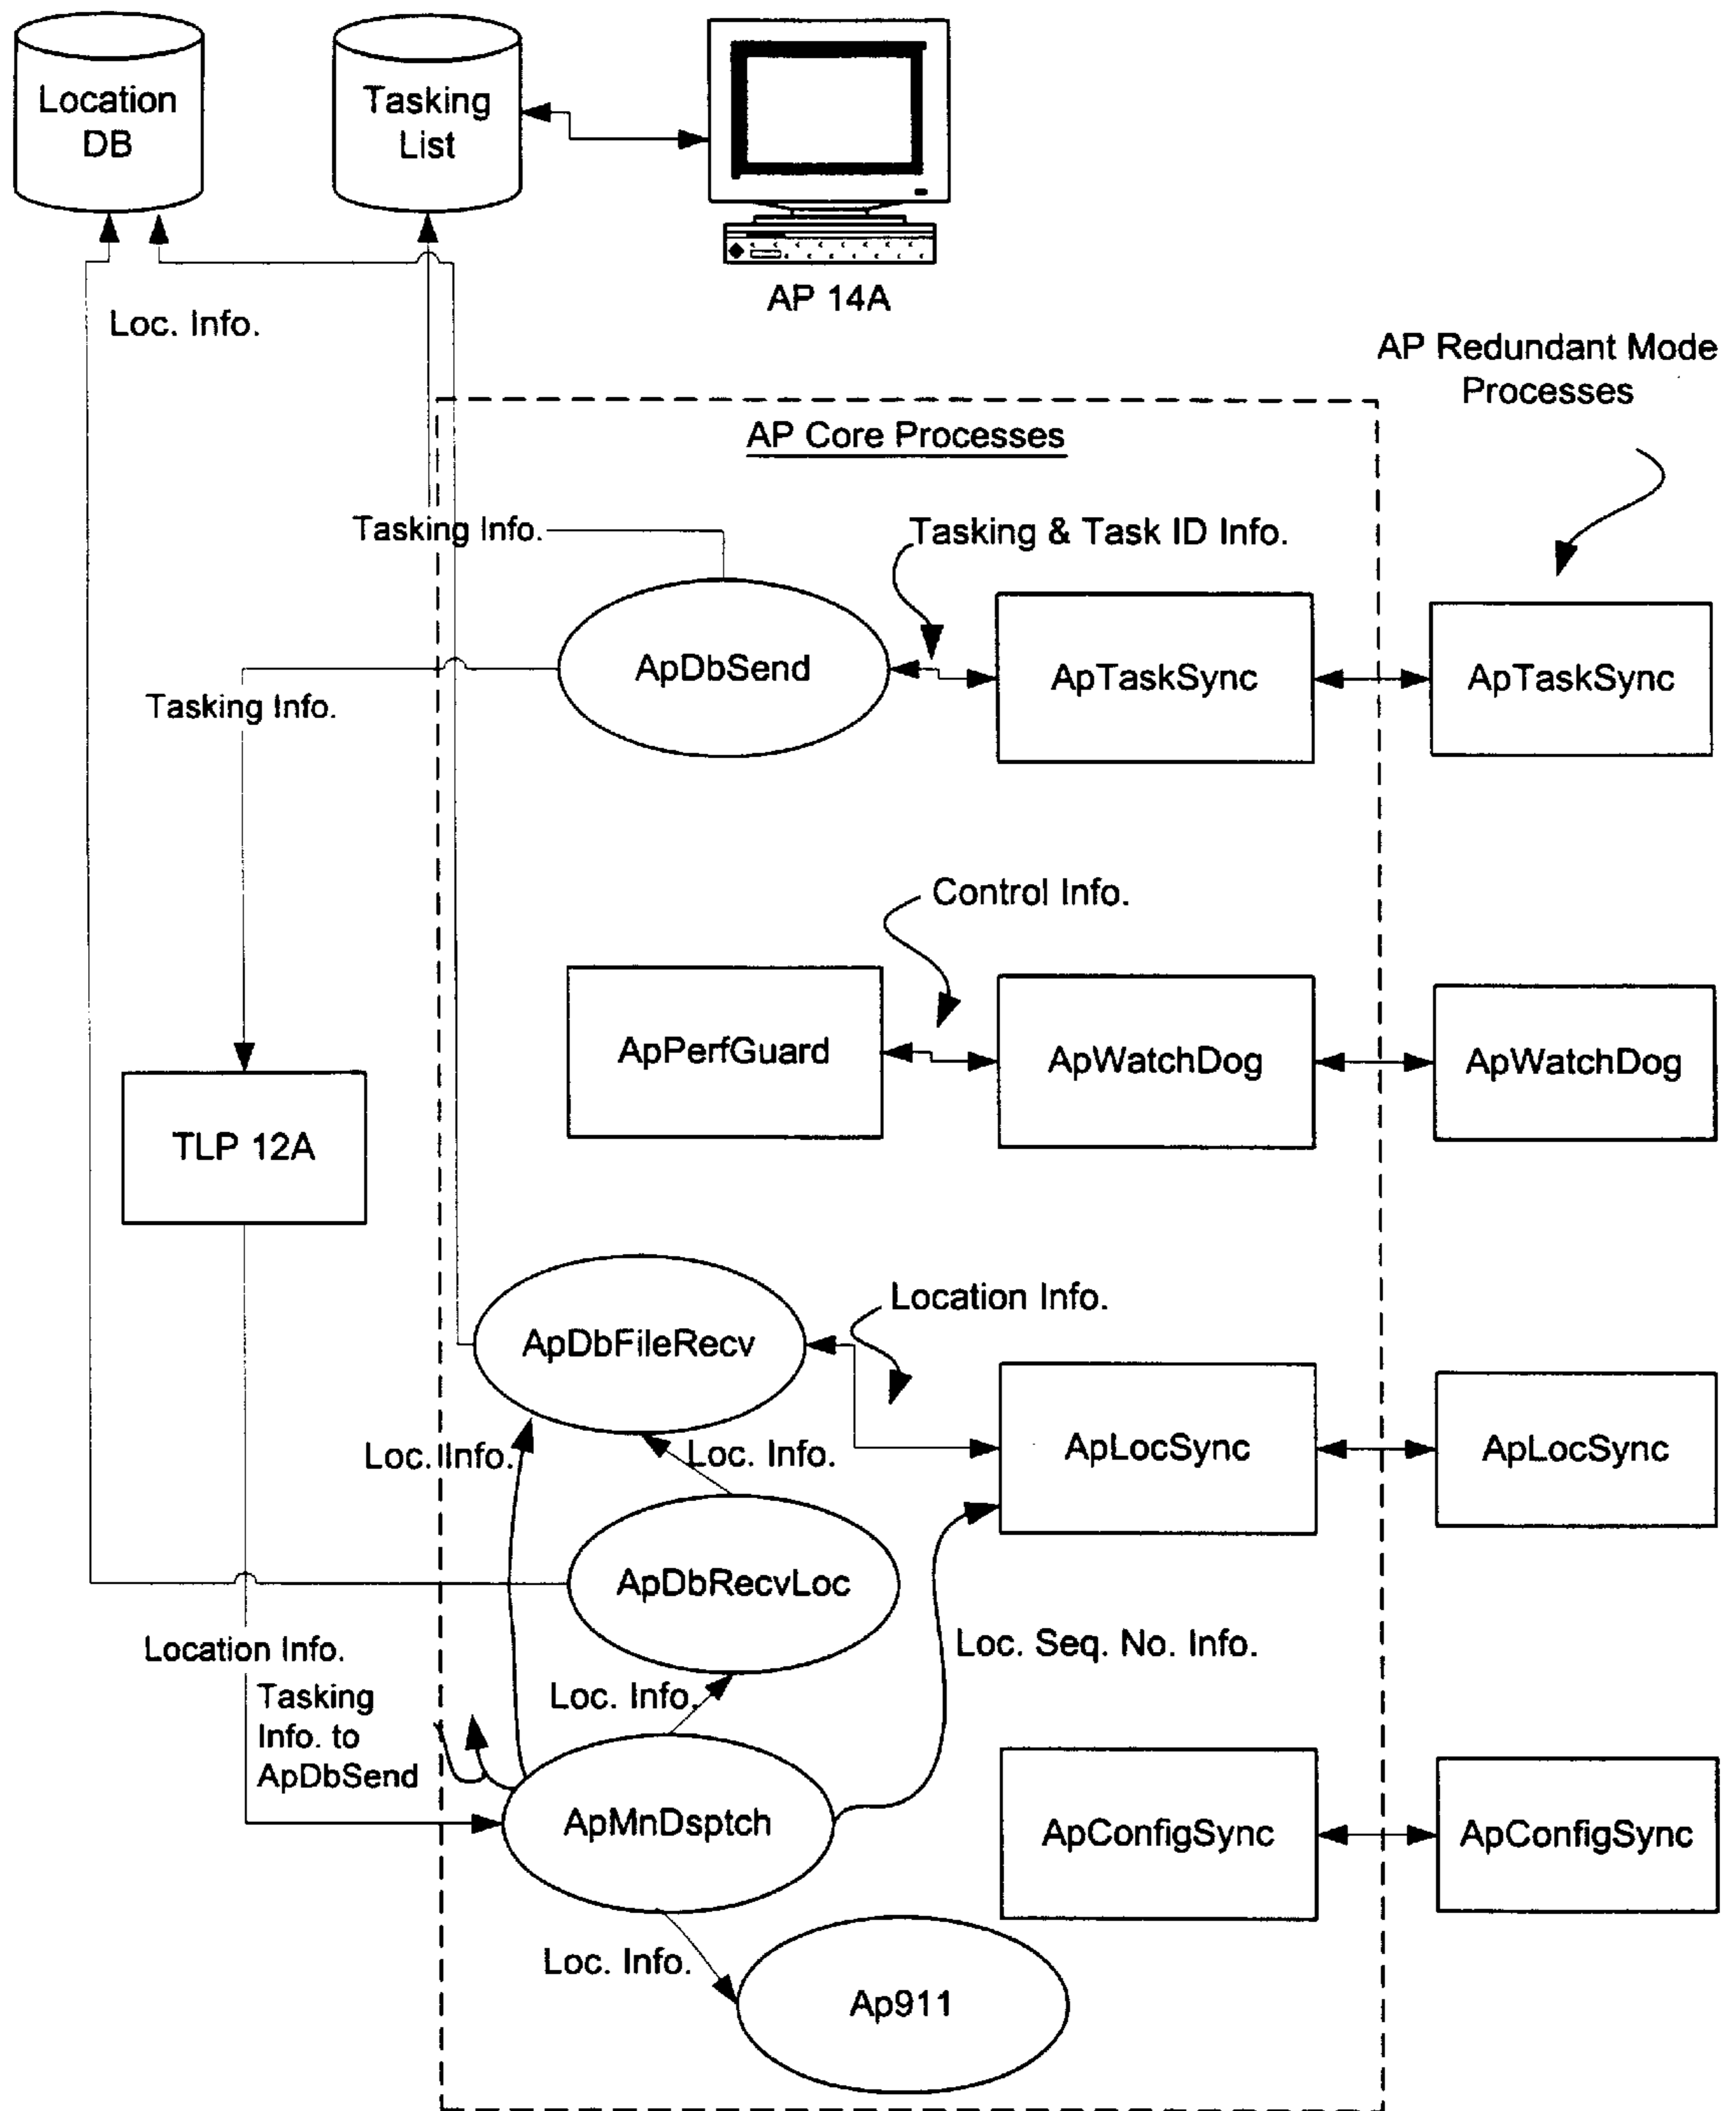 Location
DB
Tasking
List
AP 14A
Loc. Info.
AP Redundant Mode
Processes
AP Core Processes
Tasking Info.
Tasking & Task ID Info.
ApDbSend
ApTaskSync
ApTaskSync
Tasking Info.
Control Info.
ApPerfGuard
ApWatchDog
ApWatchDog
TLP 12A
Location Info.
ApDbFileRecv
Loc. Info.
Loc. Info.
ApLocSync
ApLocSync
ApDbRecvLoc
Location Info.
Loc. Seq. No. Info.
Tasking
Info. to
ApDbSend
Loc. Info.
ApMnDsptch
ApConfigSync
ApConfigSync
Loc. Info.
Ap911